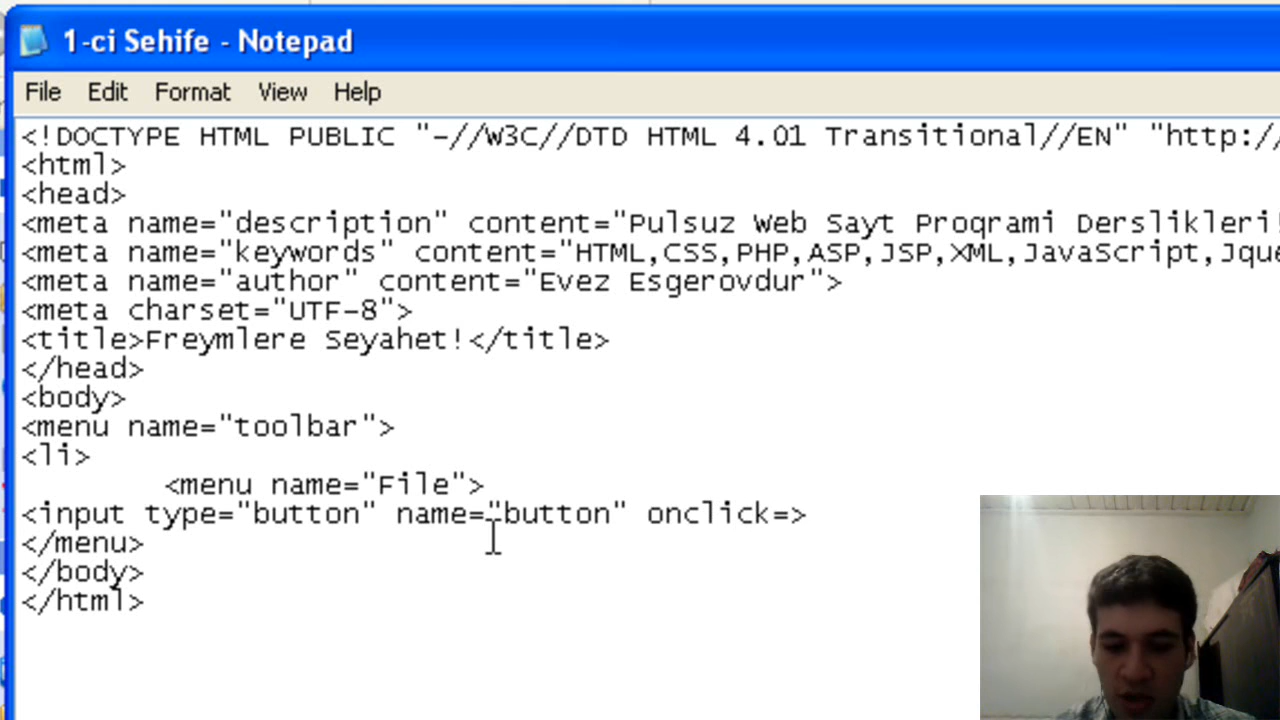 1-ci Sehife - Notepad
File Edit Format View Help
<!DOCTYPE HTML PUBLIC "-//W3C//DTD HTML 4.01 Transitional//EN" "http://
<html>
<head>
<meta name="description" content="Pulsuz Web Sayt Proqrami Derslikleri!
<meta name="keywords" content="HTML,CSS,PHP,ASP,JSP,XML,JavaScript,Jque
<meta name="author" content="Evez Esgerovdur">
<meta charset="UTF-8">
<title>Freymlere Seyahet!</title>
</head>
<body>
<menu name="toolbar">
<li>
        <menu name="File">
<input type="button" name="button" onclick=>
</menu>
</body>
</html>